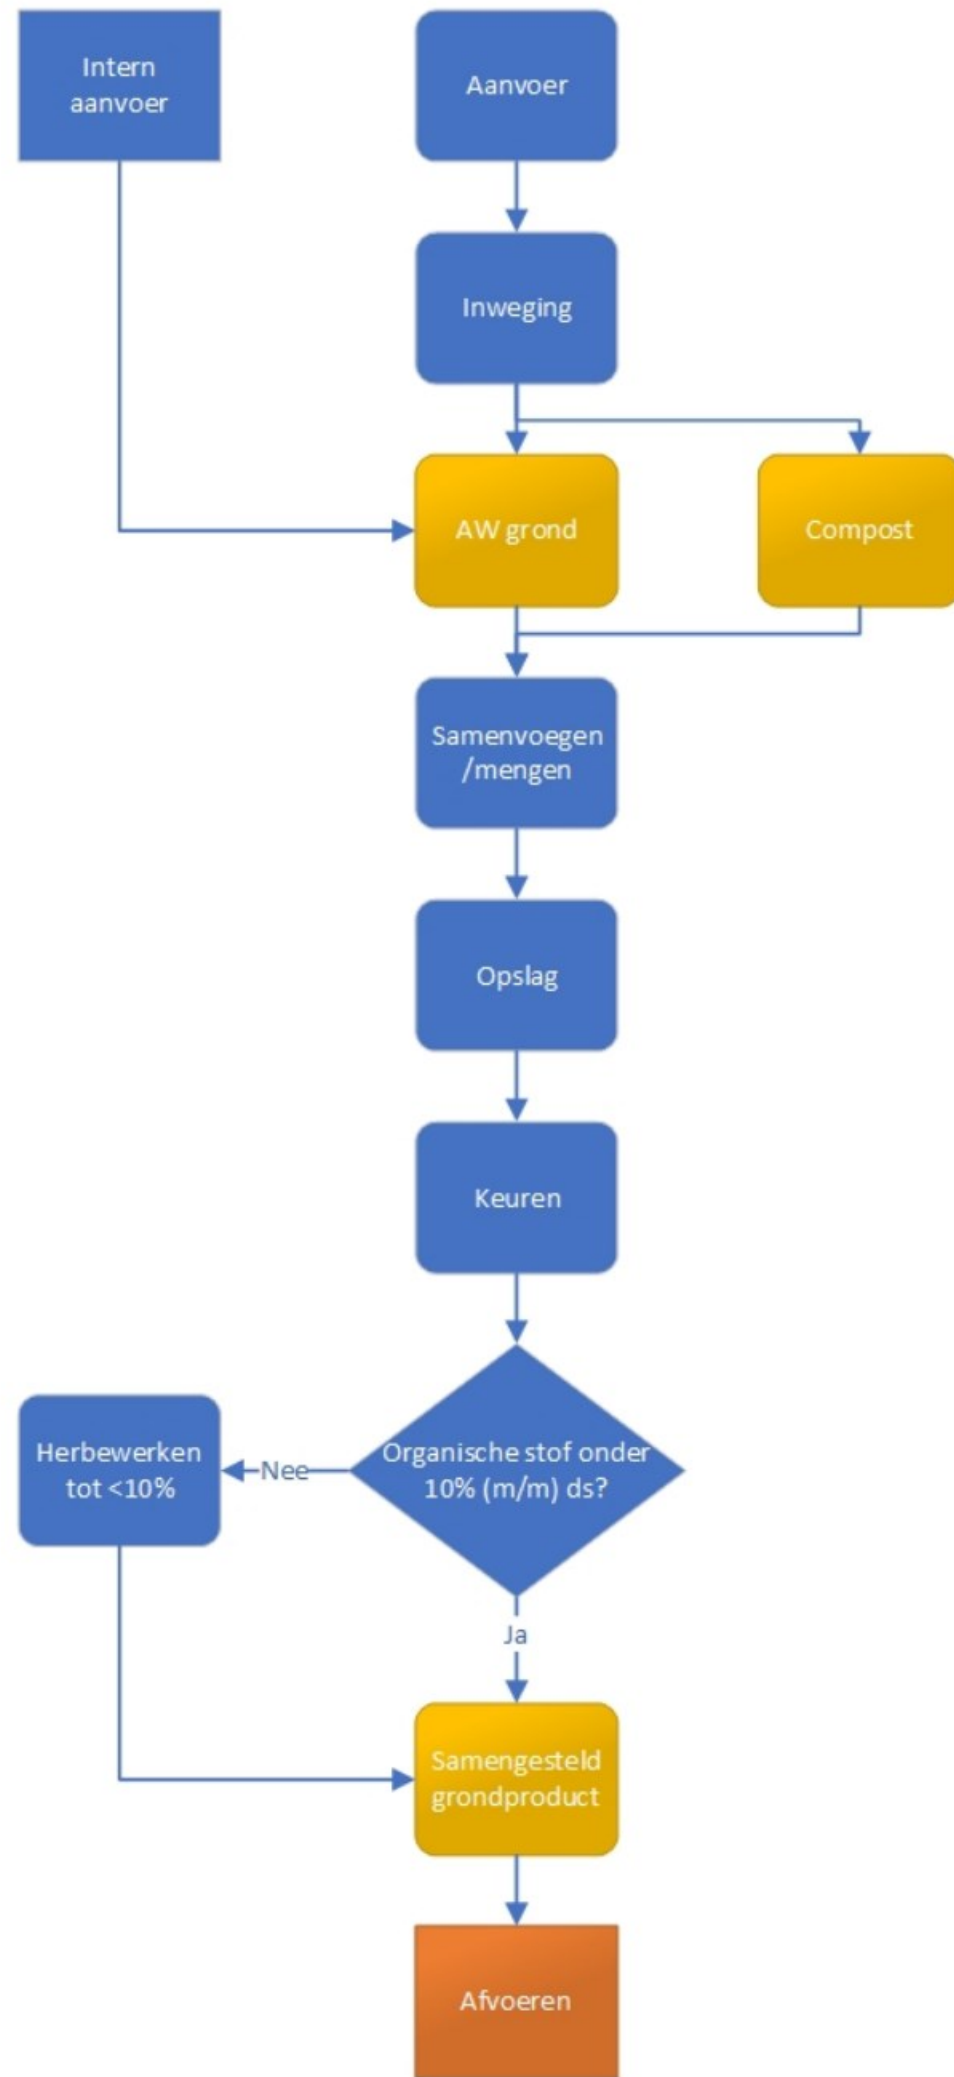 Intern
aanvoer
Aanvoer
Inweging
AW grond
Compost
Samenvoegen
/mengen
Opslag
Keuren
Organische stof onder
10% (m/m) ds?
Nee
Herbewerken
tot <10%
Ja
Samengesteld
grondproduct
Afvoeren